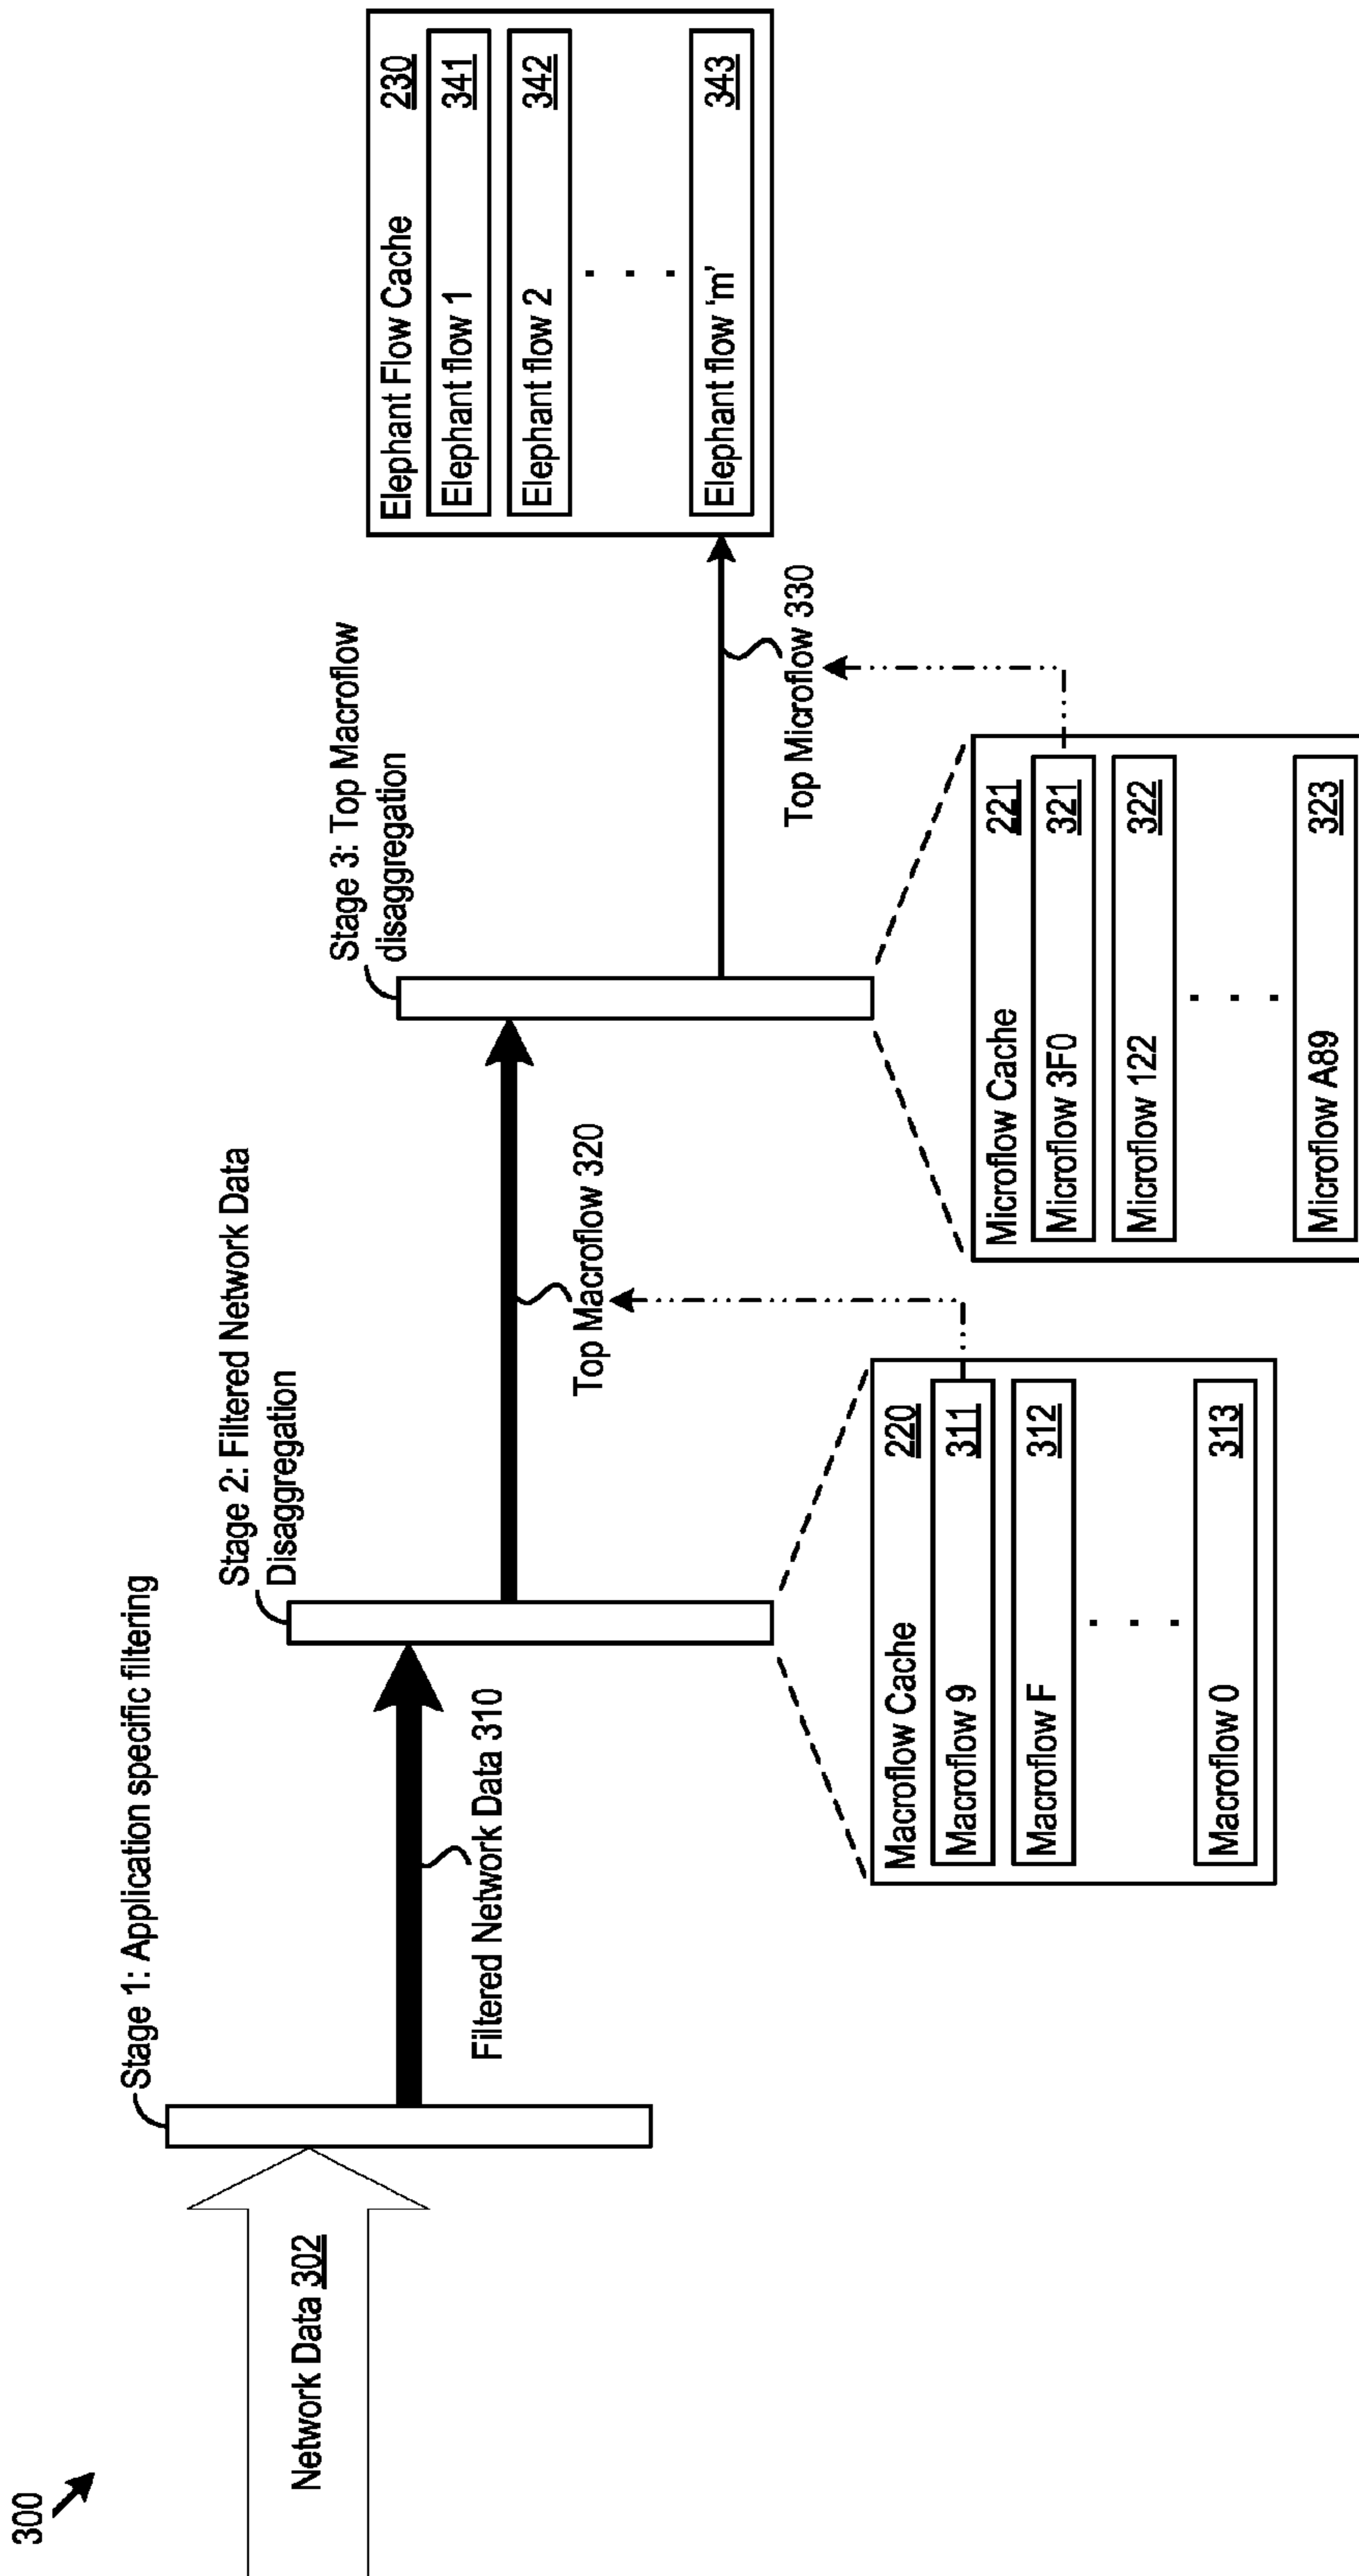 300
Network Data 302
Stage 1: Application specific filtering
Filtered Network Data 310
Stage 2: Filtered Network Data
Disaggregation
Macroflow Cache 220
Macroflow 9 311
Macroflow F 312
. . .
Macroflow 0 313
Top Macroflow 320
Stage 3: Top Macroflow
disaggregation
Microflow Cache 221
Microflow 3F0 321
Microflow 122 322
. . .
Microflow A89 323
Top Microflow 330
Elephant Flow Cache 230
Elephant flow 1 341
Elephant flow 2 342
. . .
Elephant flow 'm' 343